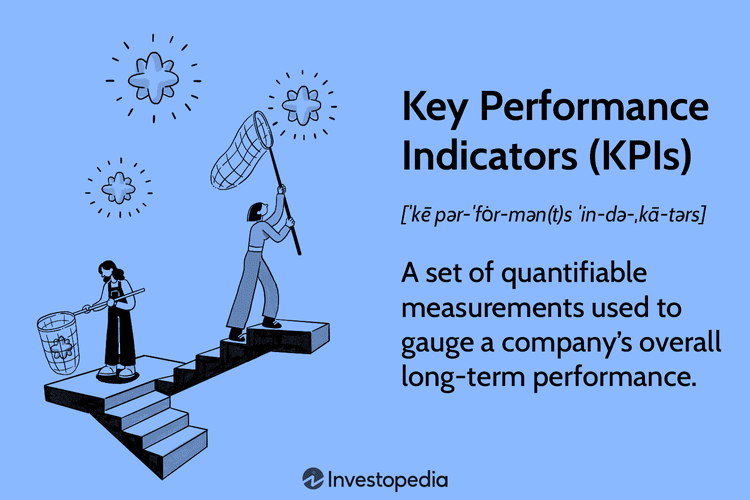 Key Performance
Indicators (KPIs)
[ˈkē pər-ˈfȯr-mən(t)s ˈin-də-ˌkā-tərs]
A set of quantifiable
measurements used to
gauge a company’s overall
long-term performance.
Investopedia